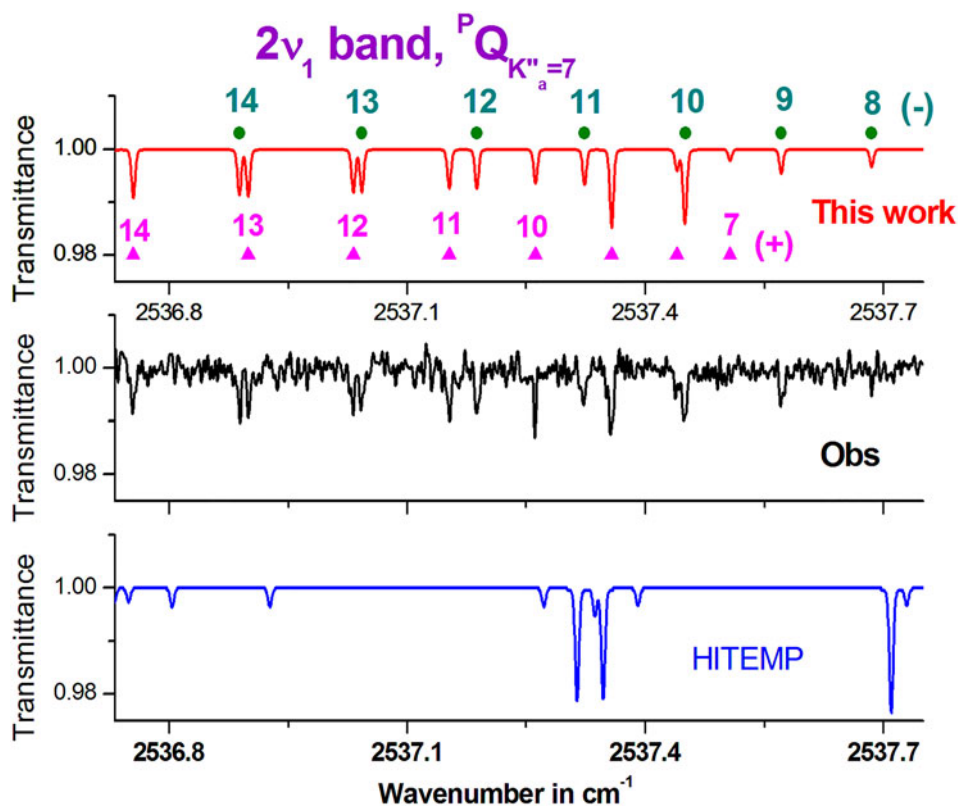 2ν₁ band, ᴾQ K"ₐ=7
14 13 12 11 10 9 8 (-)
1.00
This work
14 13 12 11 10 7 (+)
0.98
Transmittance
2536.8 2537.1 2537.4 2537.7
1.00
0.98
Obs
Transmittance
1.00
0.98
HITEMP
Transmittance
2536.8 2537.1 2537.4 2537.7
Wavenumber in cm⁻¹